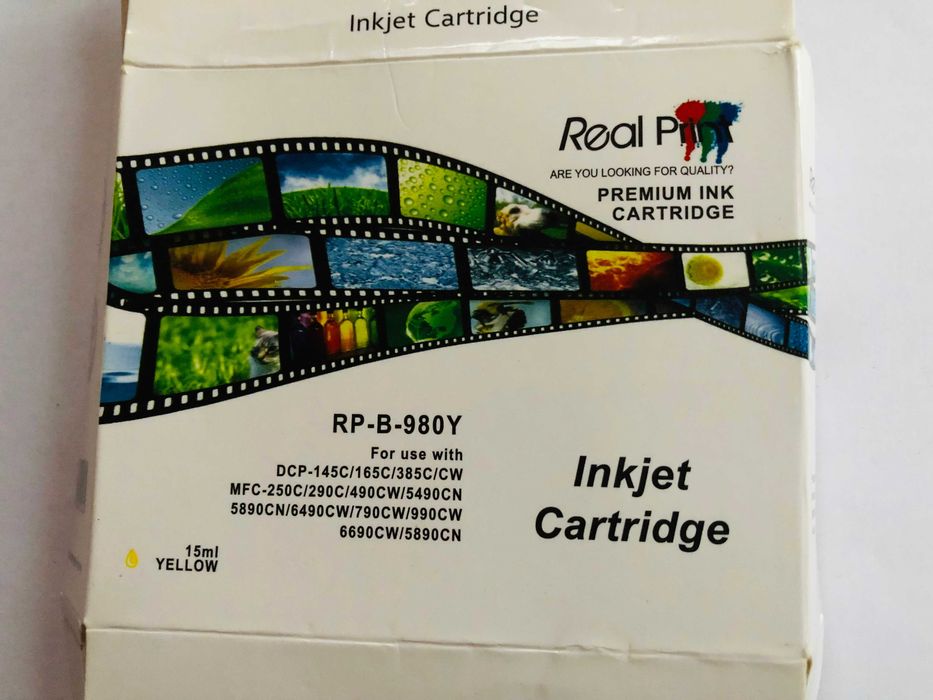 Inkjet Cartridge
Real Print
ARE YOU LOOKING FOR QUALITY?
PREMIUM INK
CARTRIDGE
RP-B-980Y
For use with
DCP-145C/165C/385C/CW
MFC-250C/290C/490CW/5490CN
5890CN/6490CW/790CW/990CW
6690CW/5890CN
Inkjet
Cartridge
15ml
YELLOW